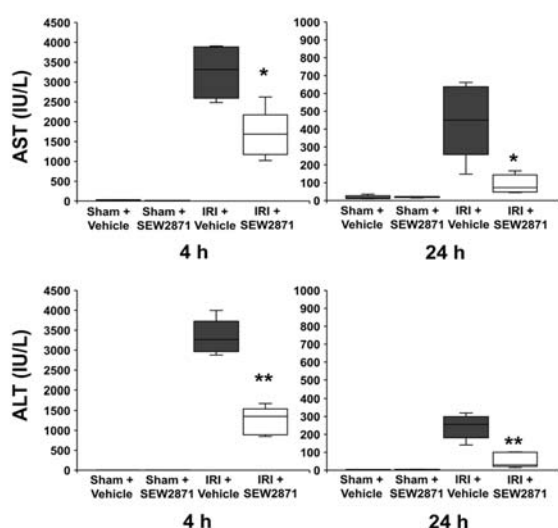 AST (IU/L)
4500
4000
3500
3000
2500
2000
1500
1000
500
0
*
Sham + Vehicle
Sham + SEW2871
IRI + Vehicle
IRI + SEW2871
4 h
1000
900
800
700
600
500
400
300
200
100
0
*
Sham + Vehicle
Sham + SEW2871
IRI + Vehicle
IRI + SEW2871
24 h
ALT (IU/L)
4500
4000
3500
3000
2500
2000
1500
1000
500
0
**
Sham + Vehicle
Sham + SEW2871
IRI + Vehicle
IRI + SEW2871
4 h
1000
900
800
700
600
500
400
300
200
100
0
**
Sham + Vehicle
Sham + SEW2871
IRI + Vehicle
IRI + SEW2871
24 h